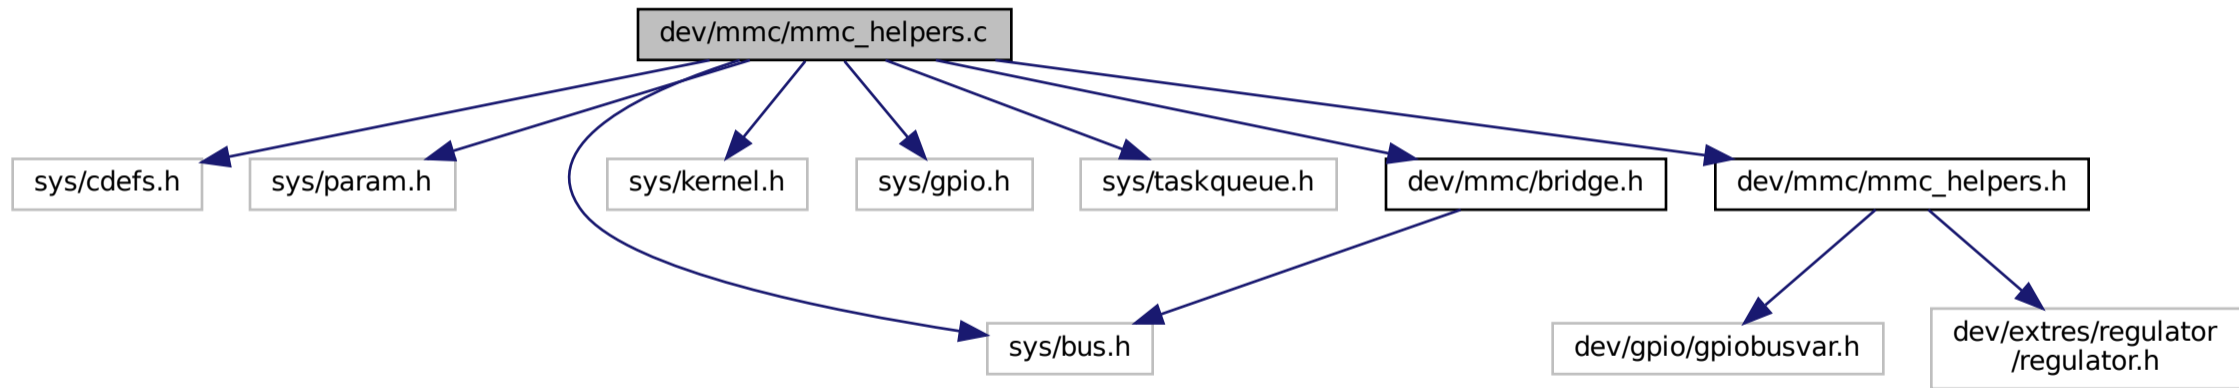 dev/mmc/mmc_helpers.c
sys/cdefs.h
sys/param.h
sys/kernel.h
sys/gpio.h
sys/taskqueue.h
dev/mmc/bridge.h
dev/mmc/mmc_helpers.h
sys/bus.h
dev/gpio/gpiobusvar.h
dev/extres/regulator
/regulator.h